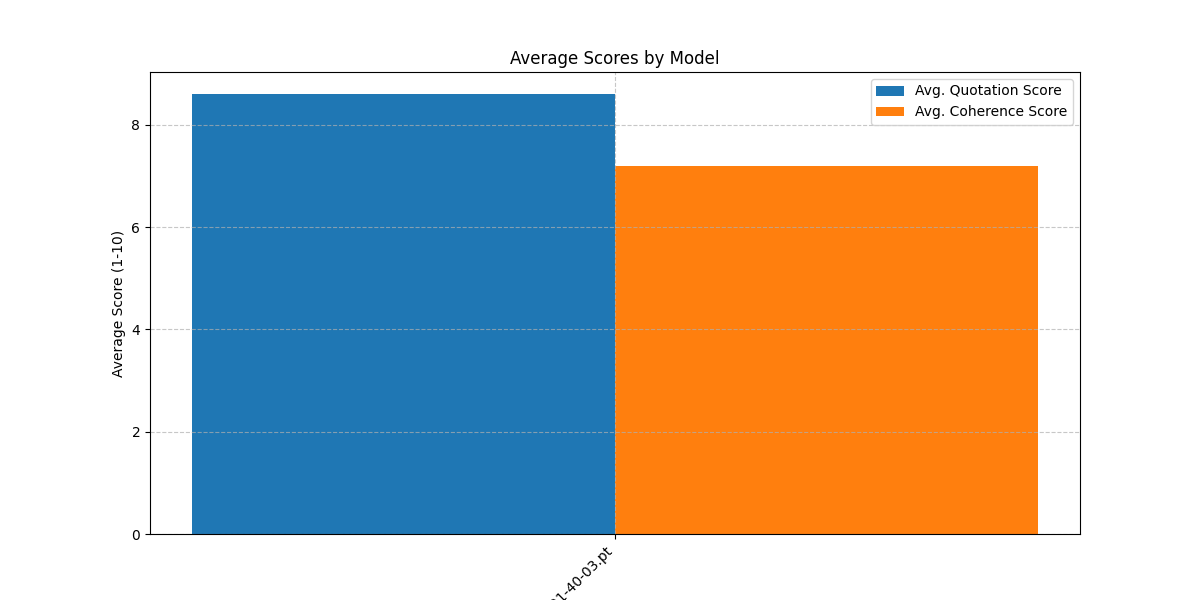 Average Scores by Model
Avg. Quotation Score
Avg. Coherence Score
Average Score (1-10)
8
6
4
2
0
01-40-03.pt